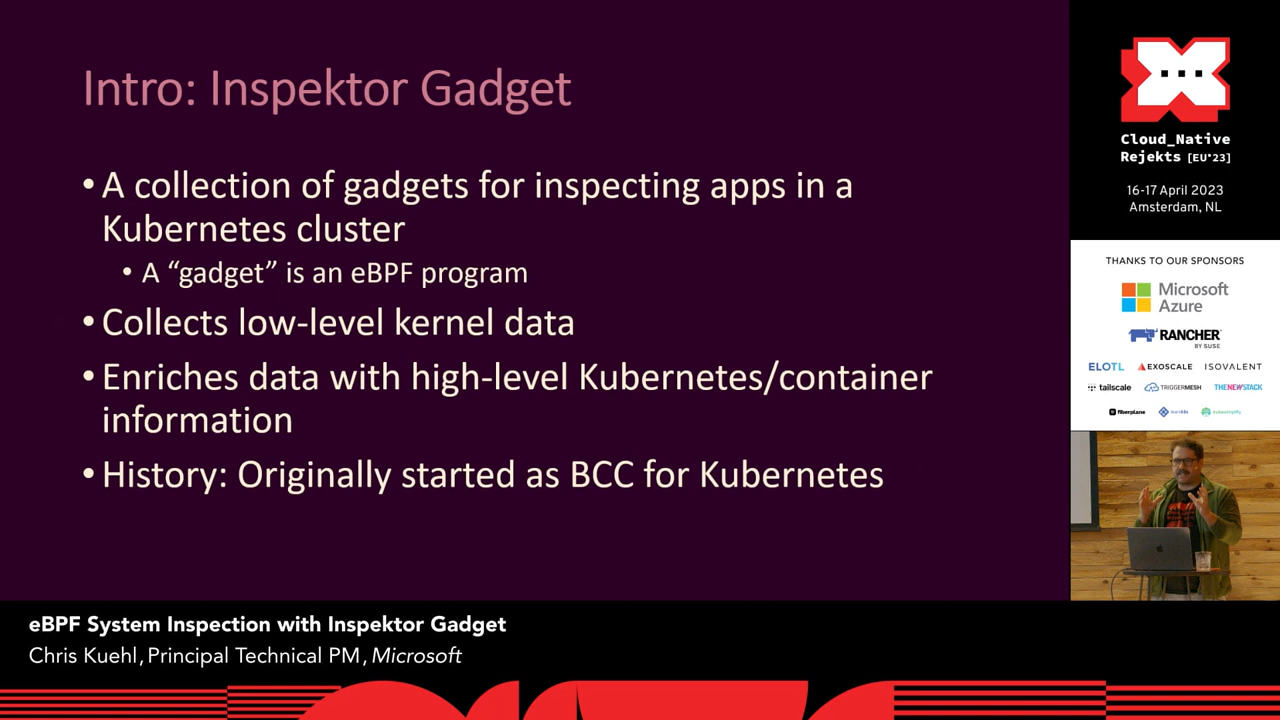 Intro: Inspektor Gadget
• A collection of gadgets for inspecting apps in a
Kubernetes cluster
• A “gadget” is an eBPF program
• Collects low-level kernel data
• Enriches data with high-level Kubernetes/container
information
• History: Originally started as BCC for Kubernetes
Cloud_Native
Rejekts [EU*23]
16-17 April 2023
Amsterdam, NL
THANKS TO OUR SPONSORS
Microsoft
Azure
RANCHER
BY SUSE
ELOTL EXOSCALE ISOVALENT
tailscale TRIGGERMESH THENEWSTACK
fiberplane
eBPF System Inspection with Inspektor Gadget
Chris Kuehl, Principal Technical PM, Microsoft